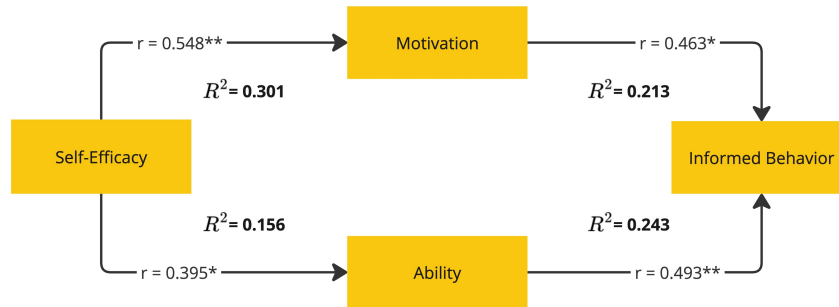 r = 0.548**
Motivation
r = 0.463*
R²= 0.301
R²= 0.213
Self-Efficacy
Informed Behavior
R²= 0.156
R²= 0.243
r = 0.395*
Ability
r = 0.493**